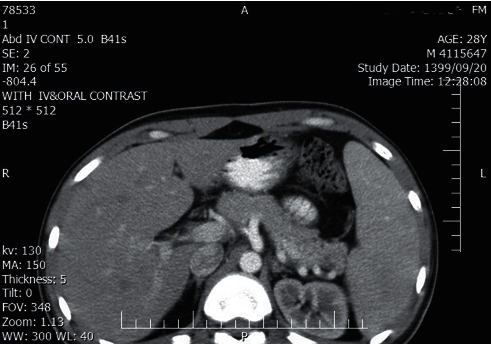 78533
1
Abd IV CONT 5.0 B41s
SE: 2
IM: 26 of 55
-804.4
WITH IV&ORAL CONTRAST
512 * 512
B41s
A
FM
AGE: 28Y
M 4115647
Study Date: 1399/09/20
Image Time: 12:28:08
R
L
kv: 130
MA: 150
Thickness: 5
Tilt: 0
FOV: 348
Zoom: 1.13
WW: 300 WL: 40
P